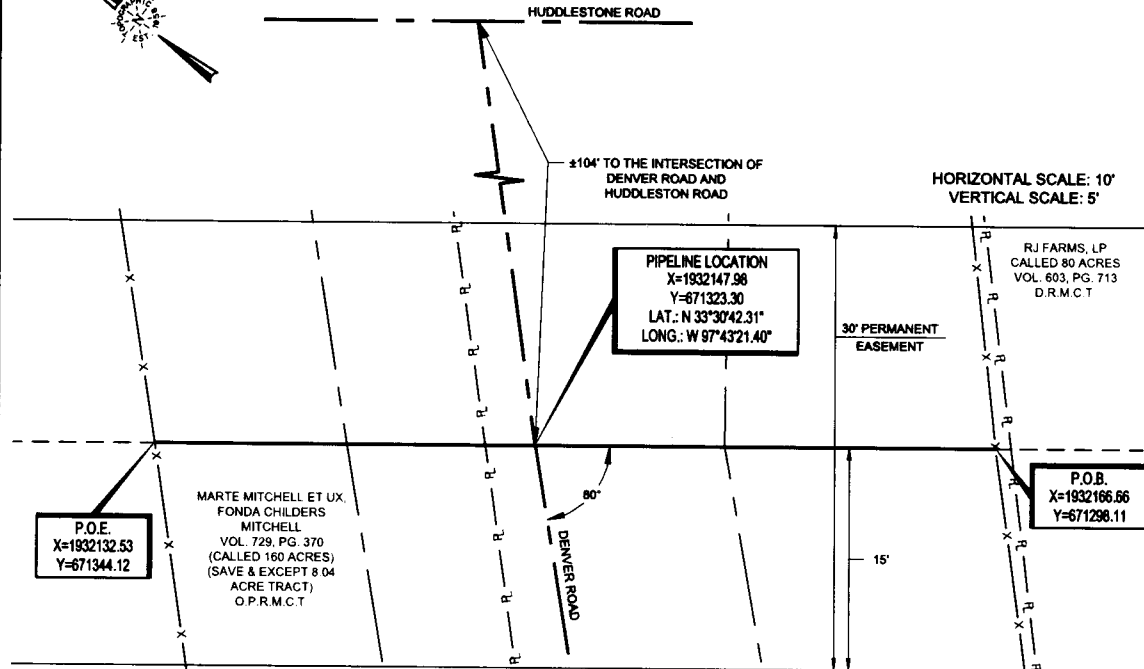 HUDDLESTONE ROAD
N
EST.
±104' TO THE INTERSECTION OF
DENVER ROAD AND
HUDDLESTON ROAD
HORIZONTAL SCALE: 10'
VERTICAL SCALE: 5'
PIPELINE LOCATION
X=1932147.98
Y=671323.30
LAT.: N 33°30'42.31"
LONG.: W 97°43'21.40"
RJ FARMS, LP
CALLED 80 ACRES
VOL. 603, PG. 713
D.R.M.C.T
30' PERMANENT
EASEMENT
P.O.E.
X=1932132.53
Y=671344.12
MARTE MITCHELL ET UX,
FONDA CHILDERS
MITCHELL
VOL. 729, PG. 370
(CALLED 160 ACRES)
(SAVE & EXCEPT 8.04
ACRE TRACT)
O.P.R.M.C.T
80°
DENVER ROAD
15'
P.O.B.
X=1932166.66
Y=671298.11